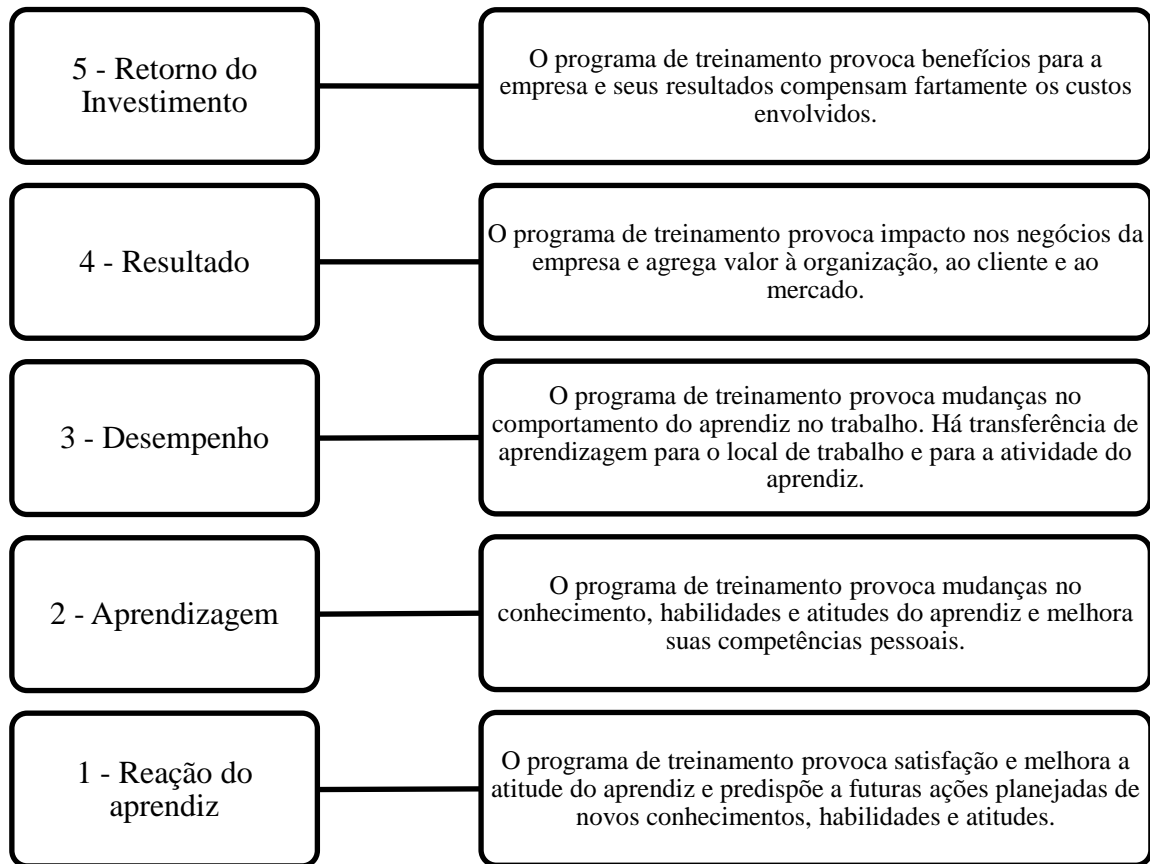 5 - Retorno do
Investimento
O programa de treinamento provoca benefícios para a
empresa e seus resultados compensam fartamente os custos
envolvidos.
4 - Resultado
O programa de treinamento provoca impacto nos negócios da
empresa e agrega valor à organização, ao cliente e ao
mercado.
3 - Desempenho
O programa de treinamento provoca mudanças no
comportamento do aprendiz no trabalho. Há transferência de
aprendizagem para o local de trabalho e para a atividade do
aprendiz.
2 - Aprendizagem
O programa de treinamento provoca mudanças no
conhecimento, habilidades e atitudes do aprendiz e melhora
suas competências pessoais.
1 - Reação do
aprendiz
O programa de treinamento provoca satisfação e melhora a
atitude do aprendiz e predispõe a futuras ações planejadas de
novos conhecimentos, habilidades e atitudes.